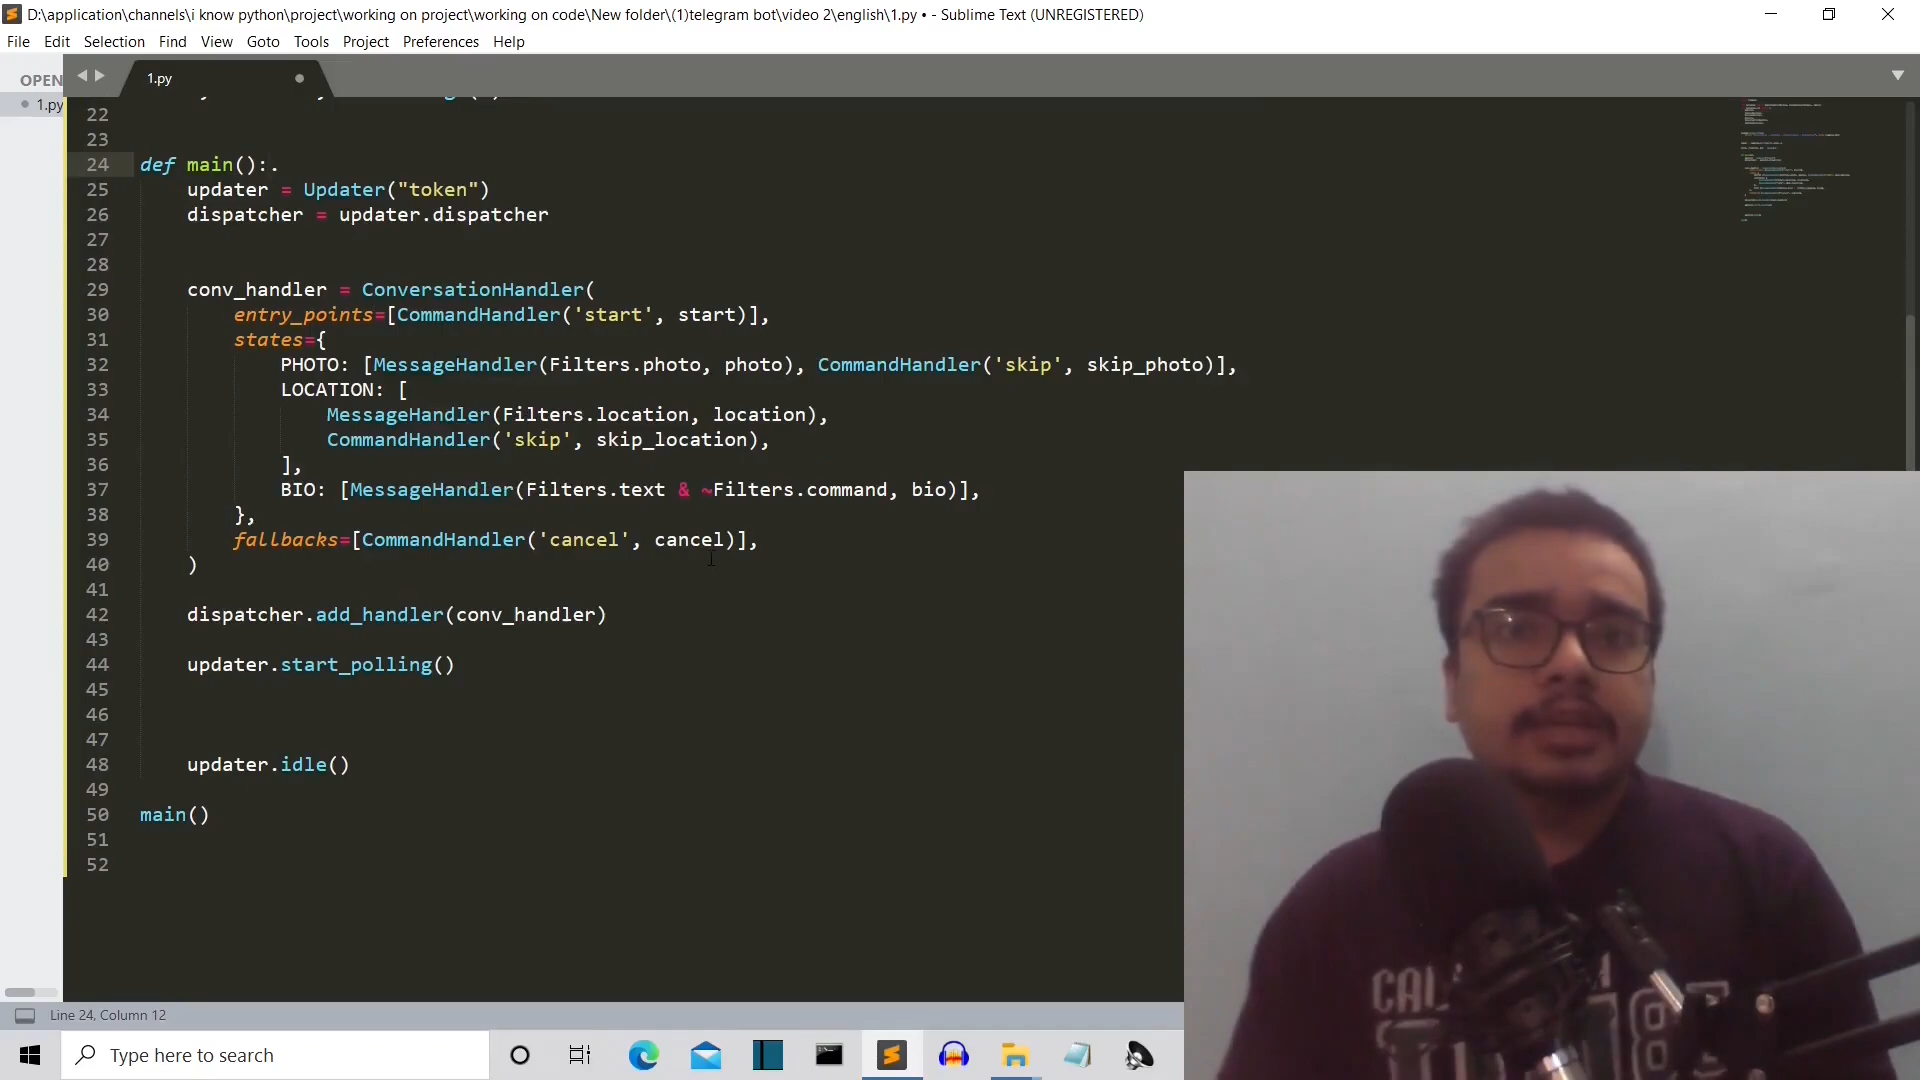 D:\application\channels\i know python\project\working on project\working on code\New folder\(1)telegram bot\video 2\english\1.py • - Sublime Text (UNREGISTERED)
File Edit Selection Find View Goto Tools Project Preferences Help
OPEN
1.py
1.py
22
23
24 def main():.
25 updater = Updater("token")
26 dispatcher = updater.dispatcher
27
28
29 conv_handler = ConversationHandler(
30 entry_points=[CommandHandler('start', start)],
31 states={
32 PHOTO: [MessageHandler(Filters.photo, photo), CommandHandler('skip', skip_photo)],
33 LOCATION: [
34 MessageHandler(Filters.location, location),
35 CommandHandler('skip', skip_location),
36 ],
37 BIO: [MessageHandler(Filters.text & ~Filters.command, bio)],
38 },
39 fallbacks=[CommandHandler('cancel', cancel)],
40 )
41
42 dispatcher.add_handler(conv_handler)
43
44 updater.start_polling()
45
46
47
48 updater.idle()
49
50 main()
51
52
Line 24, Column 12
Type here to search